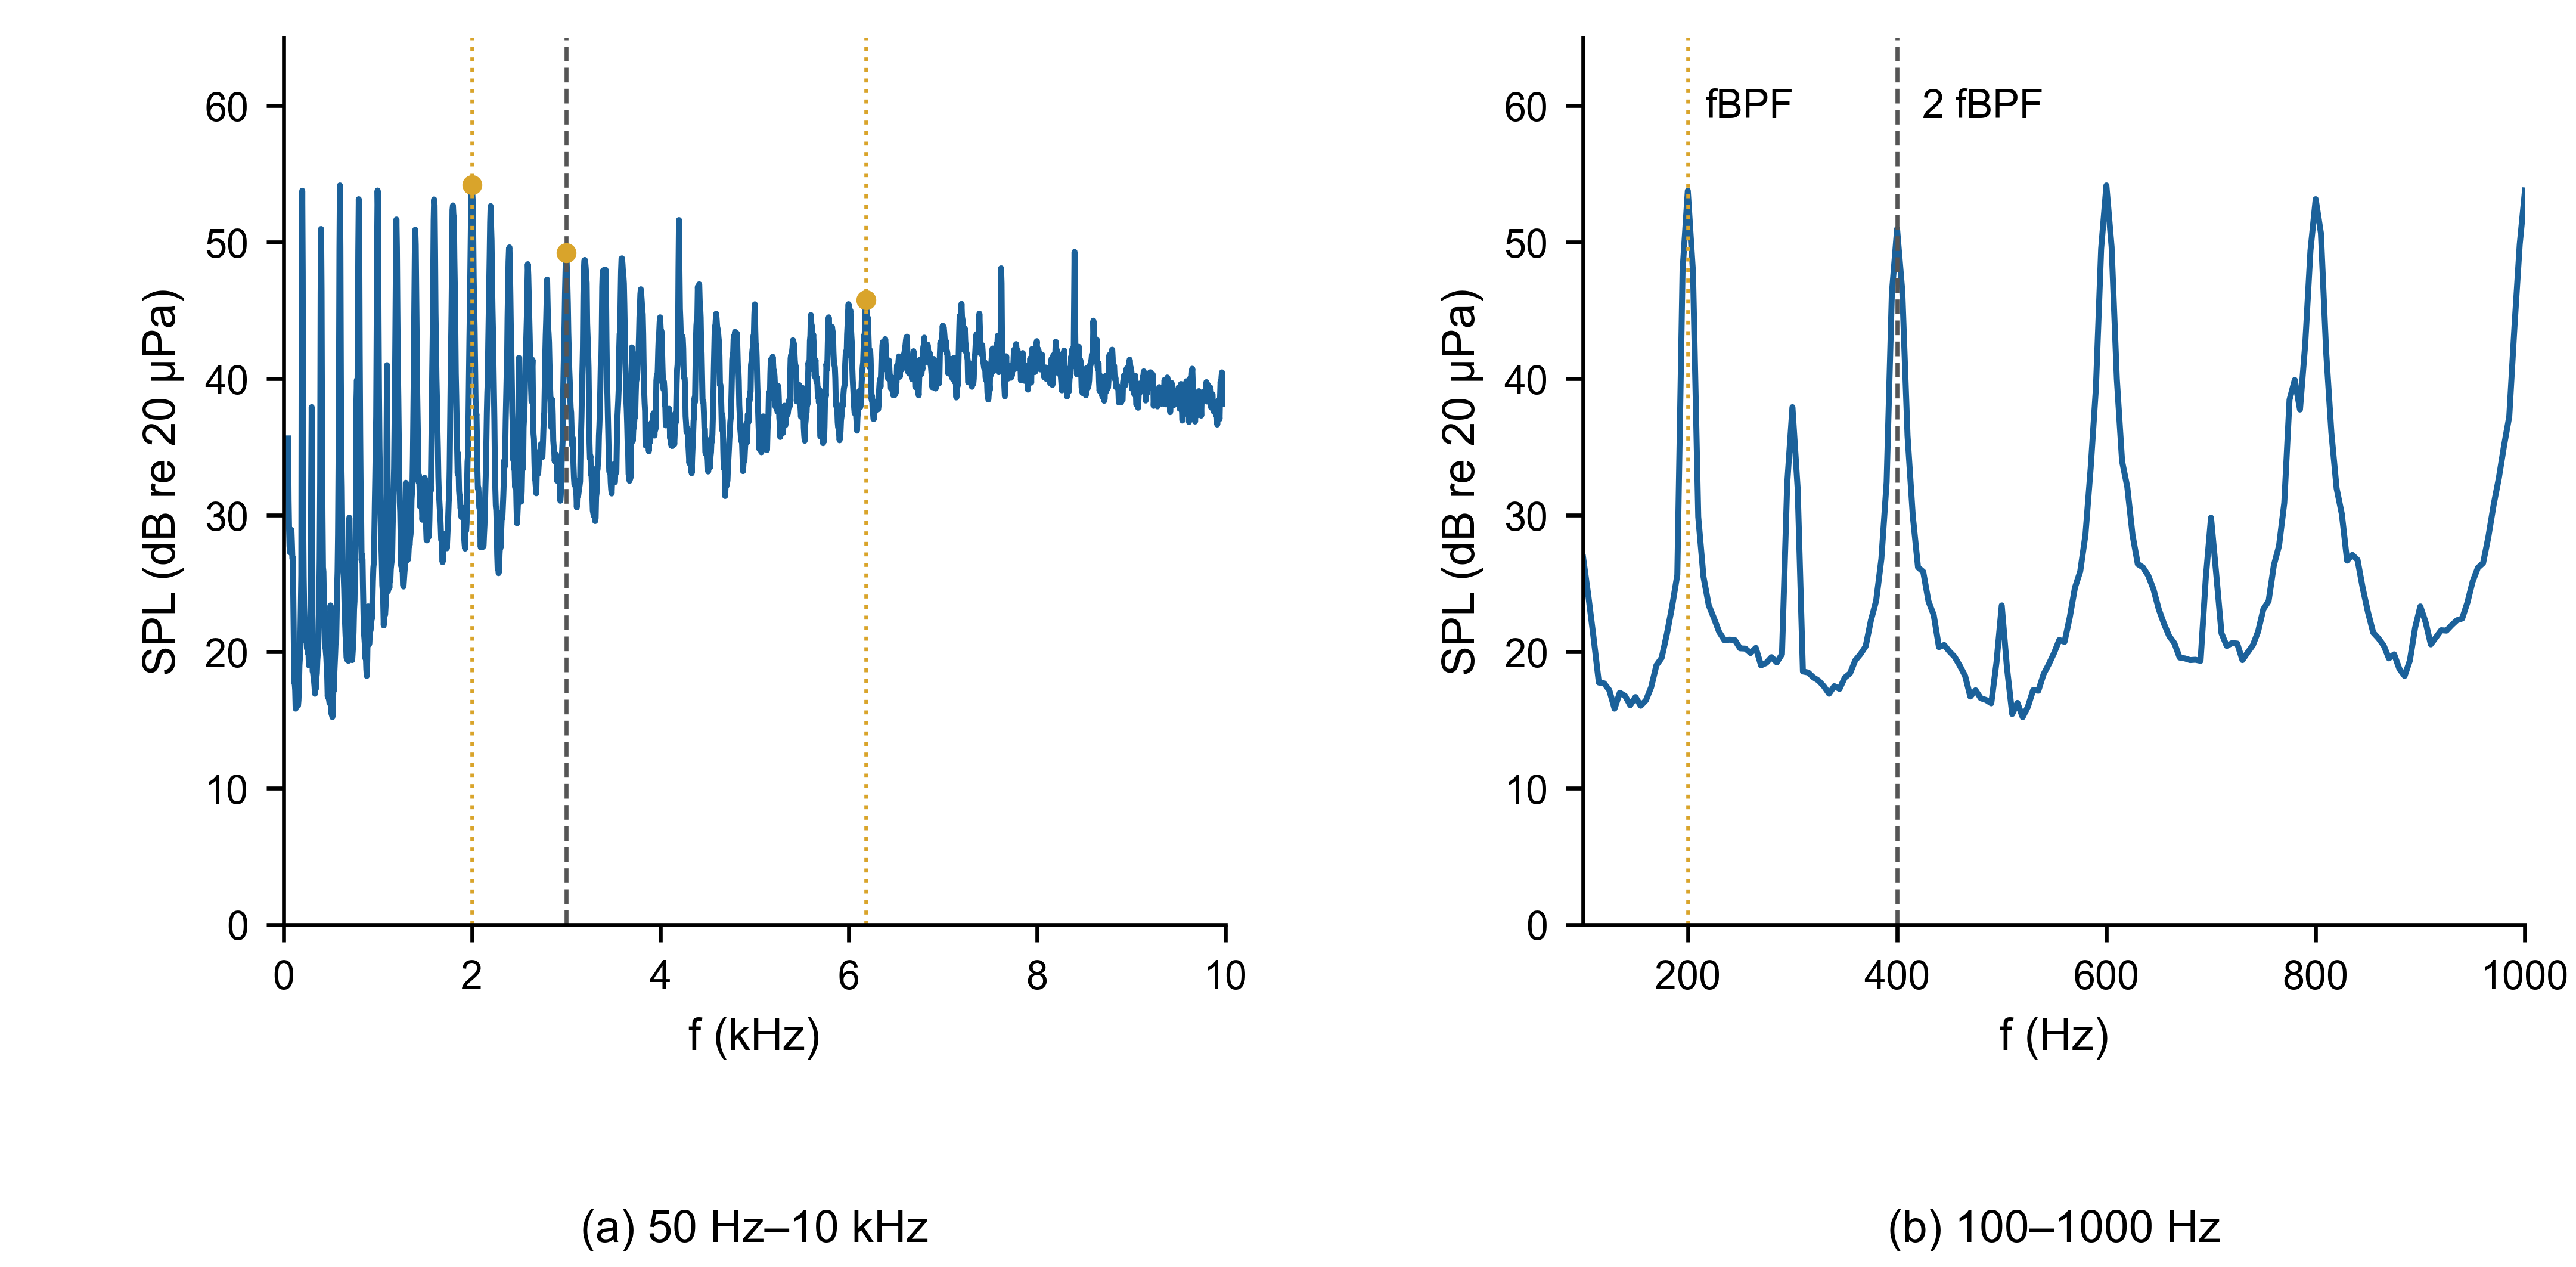 60
50
40
30
20
10
0
SPL (dB re 20 µPa)
0 2 4 6 8 10
f (kHz)
(a) 50 Hz–10 kHz
fBPF
2 fBPF
60
50
40
30
20
10
0
SPL (dB re 20 µPa)
200 400 600 800 1000
f (Hz)
(b) 100–1000 Hz